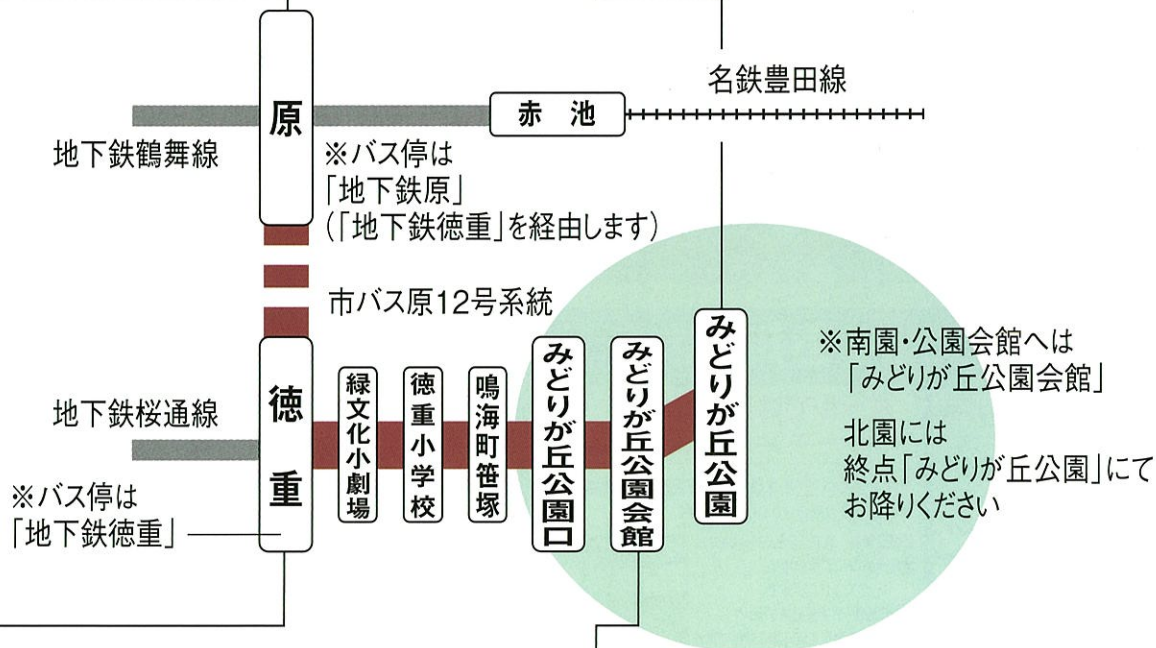 名鉄豊田線
原
赤池
地下鉄鶴舞線
※バス停は
「地下鉄原」
(「地下鉄徳重」を経由します)
市バス原12号系統
徳重
緑文化小劇場
徳重小学校
鳴海町笹塚
みどりが丘公園口
みどりが丘公園会館
みどりが丘公園
地下鉄桜通線
※バス停は
「地下鉄徳重」
※南園・公園会館へは
「みどりが丘公園会館」
北園には
終点「みどりが丘公園」にて
お降りください